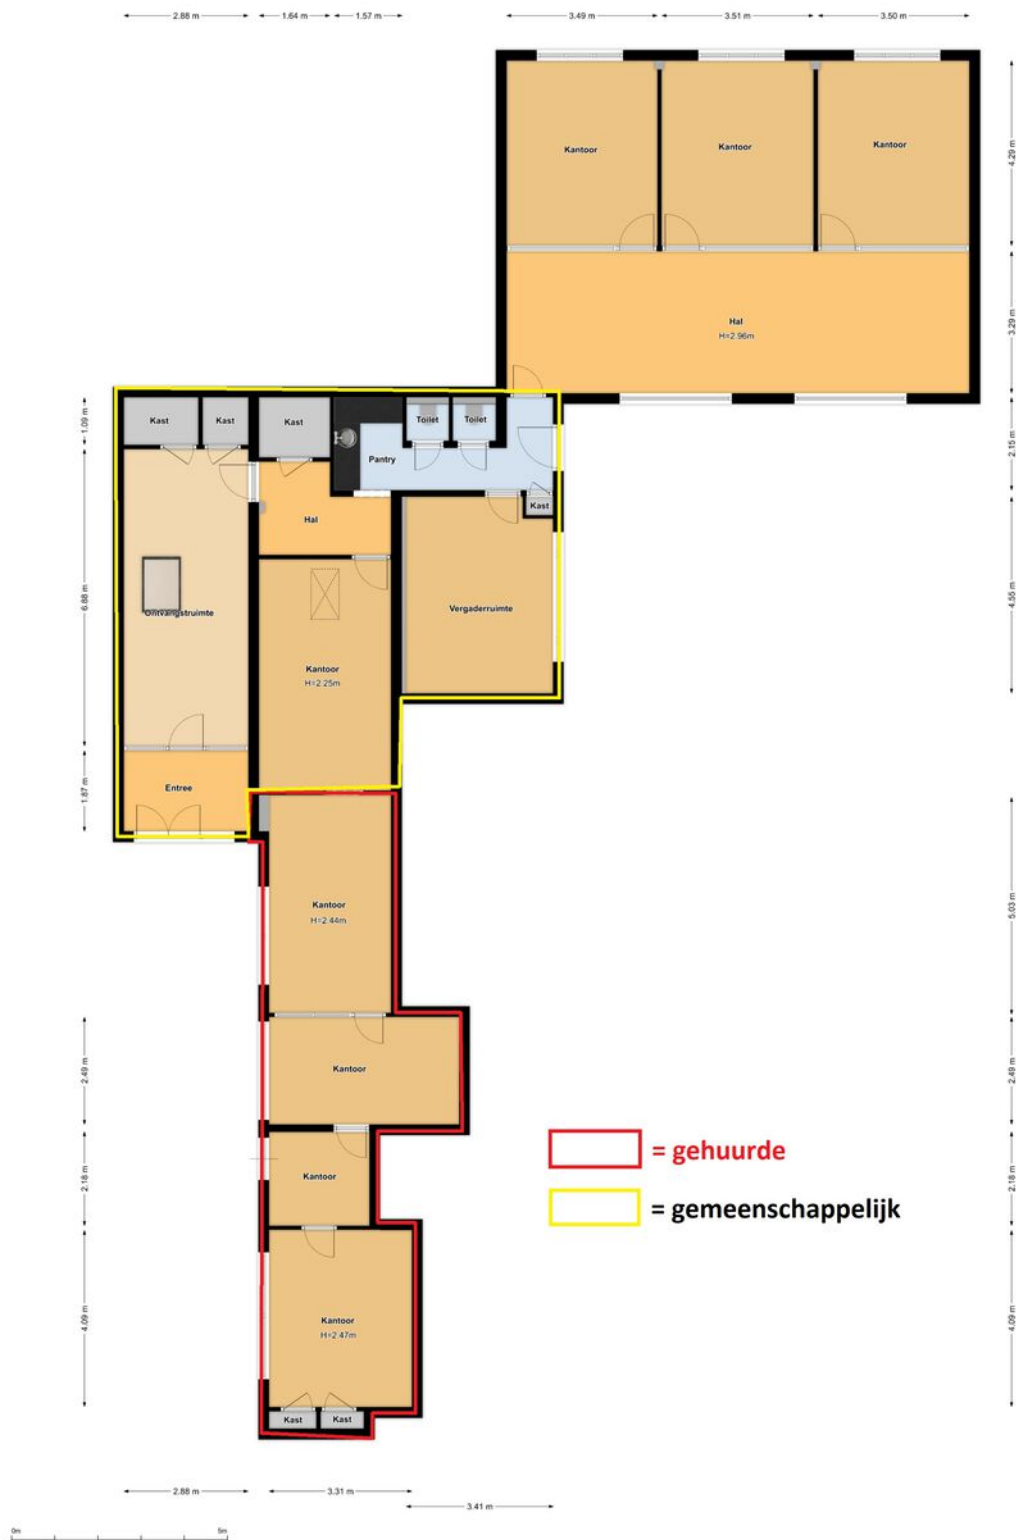 2.88 m
1.64 m
1.57 m
3.49 m
3.51 m
3.50 m
Kantoor
Kantoor
Kantoor
4.29 m
Hal
H=2.96m
3.29 m
1.09 m
Kast
Kast
Kast
Toilet
Toilet
2.15 m
Pantry
Kast
Hal
6.88 m
Ontvangstruimte
Vergaderruimte
4.55 m
Kantoor
H=2.25m
Entree
1.87 m
Kantoor
H=2.44m
5.03 m
2.49 m
Kantoor
2.49 m
= gehuurde
2.18 m
Kantoor
2.18 m
= gemeenschappelijk
4.09 m
Kantoor
H=2.47m
4.09 m
Kast
Kast
2.88 m
3.31 m
3.41 m
0m
5m